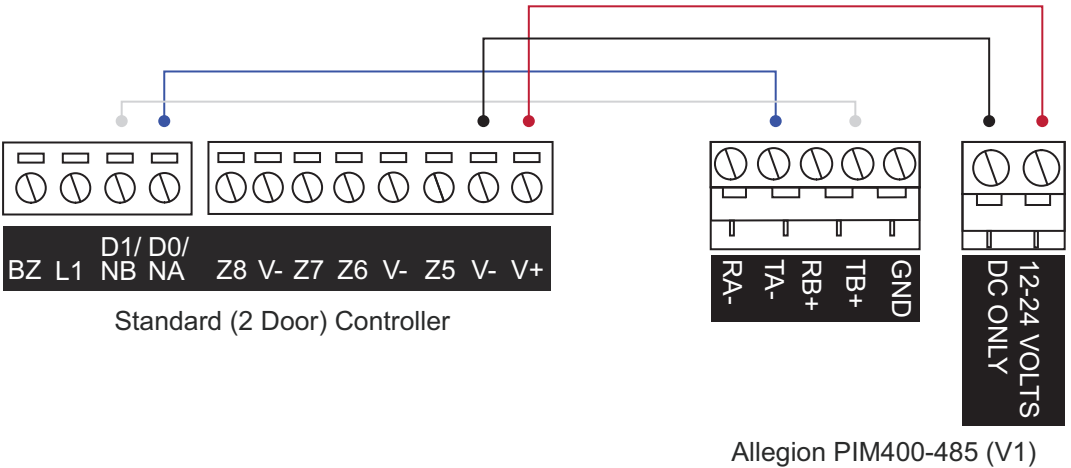 D1/ D0/
BZ L1 NB NA Z8 V- Z7 Z6 V- Z5 V- V+
Standard (2 Door) Controller
RA-
TA-
RB+
TB+
GND
12-24 VOLTS
DC ONLY
Allegion PIM400-485 (V1)